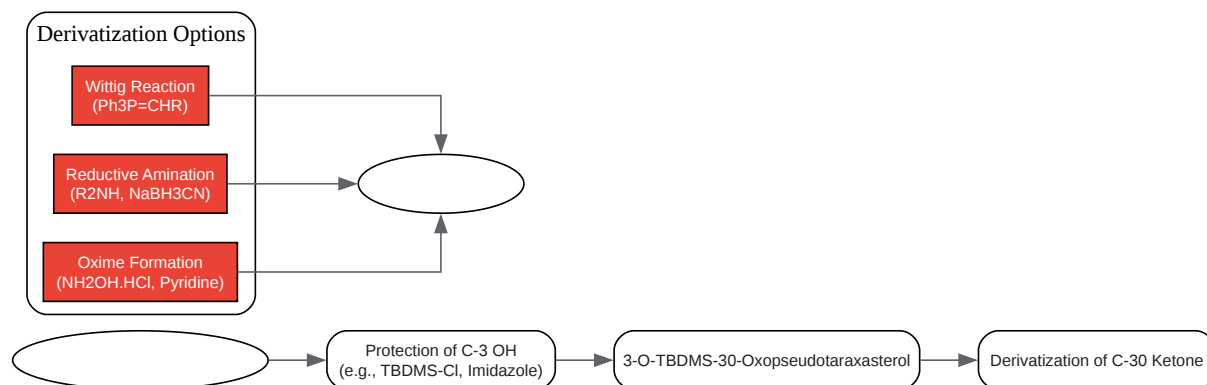 Derivatization Options
Wittig Reaction
(Ph3P=CHR)
Reductive Amination
(R2NH, NaBH3CN)
Oxime Formation
(NH2OH.HCl, Pyridine)
Protection of C-3 OH
(e.g., TBDMS-Cl, Imidazole)
3-O-TBDMS-30-Oxopseudotaraxasterol
Derivatization of C-30 Ketone